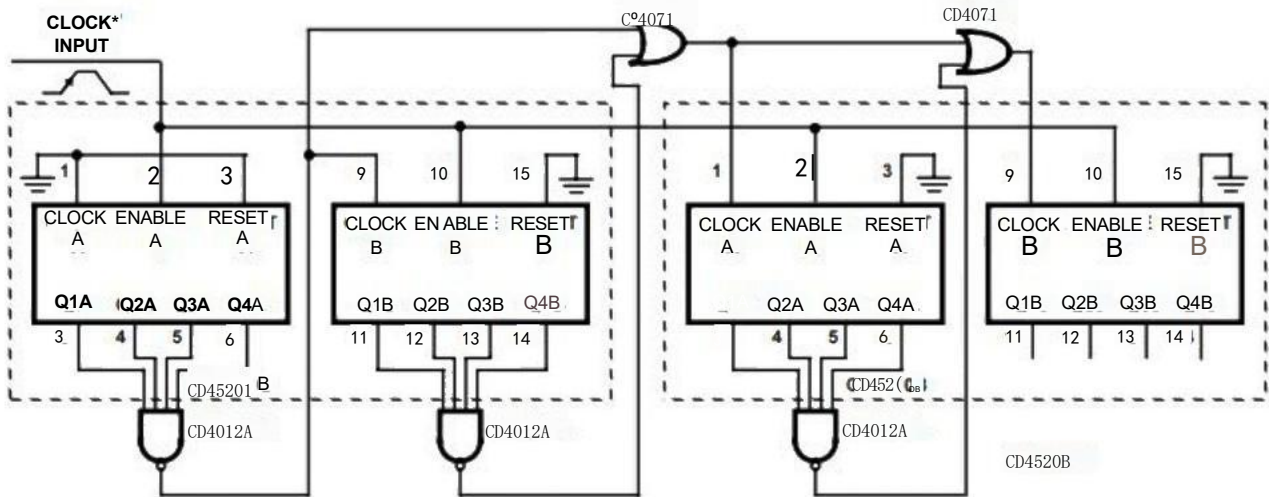 CLOCK*
INPUT
Cº4071
CD4071
1 2 3 9 10 15 1 2 3 9 10 15
CLOCK ENABLE RESET
A A A
CLOCK ENABLE RESET
B B B
CLOCK ENABLE RESET
A A A
CLOCK ENABLE RESET
B B B
Q1A Q2A Q3A Q4A
Q1B Q2B Q3B Q4B
Q2A Q3A Q4A
Q1B Q2B Q3B Q4B
3 4 5 6 11 12 13 14 4 5 6 11 12 13 14
CD45201 B
CD4012A
CD4012A
CD4012A
CD4520B